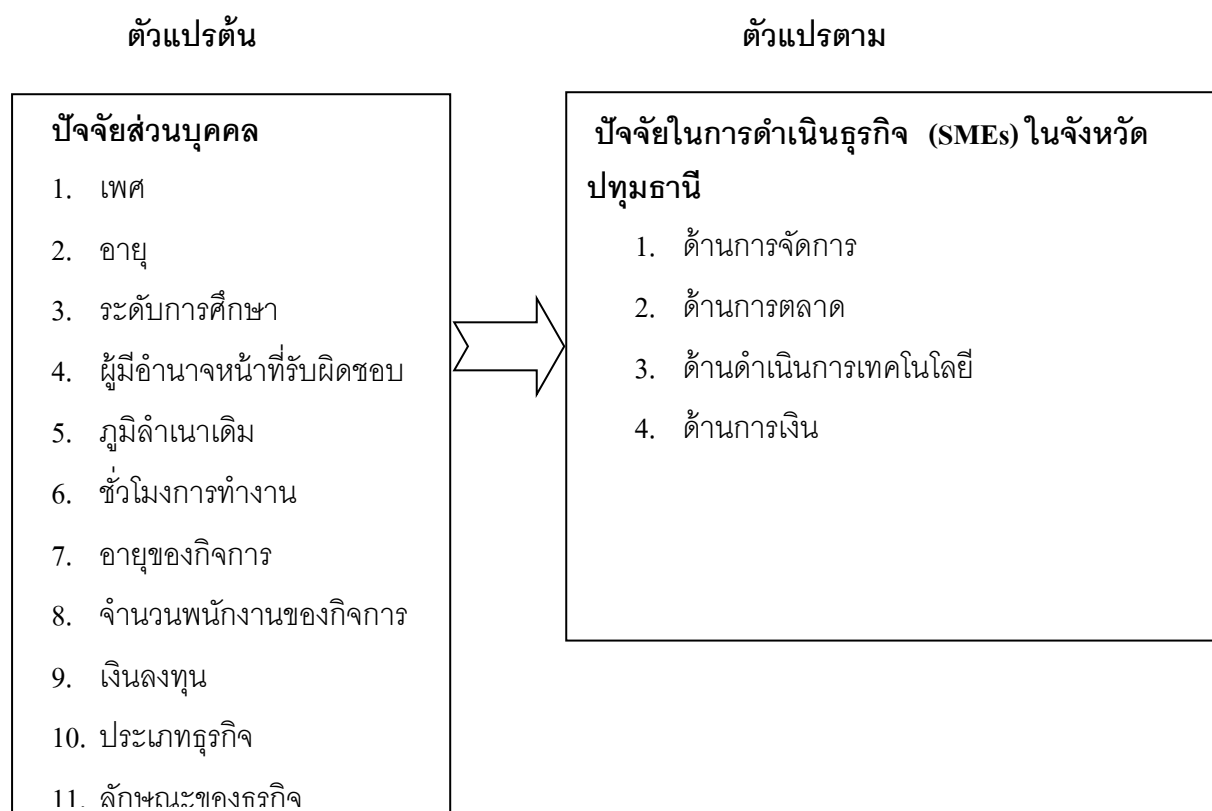 ตัวแปรต้น
ตัวแปรตาม
ปัจจัยส่วนบุคคล
1. เพศ
2. อายุ
3. ระดับการศึกษา
4. ผู้มีอำนาจหน้าที่รับผิดชอบ
5. ภูมิลำเนาเดิม
6. ชั่วโมงการทำงาน
7. อายุของกิจการ
8. จำนวนพนักงานของกิจการ
9. เงินลงทุน
10. ประเภทธุรกิจ
11. ลักษณะของธุรกิจ
ปัจจัยในการดำเนินธุรกิจ (SMEs) ในจังหวัด
ปทุมธานี
1. ด้านการจัดการ
2. ด้านการตลาด
3. ด้านดำเนินการเทคโนโลยี
4. ด้านการเงิน